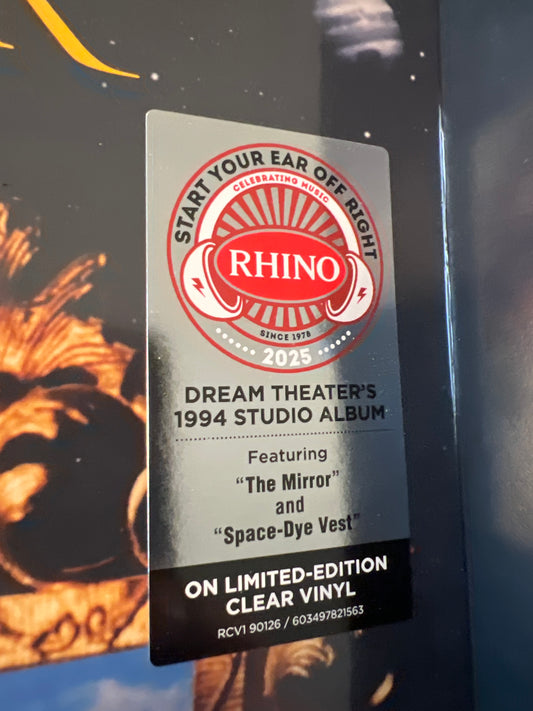 START YOUR EAR OFF RIGHT
CELEBRATING MUSIC
RHINO
SINCE 1978
2025
DREAM THEATER'S
1994 STUDIO ALBUM
Featuring
“The Mirror”
and
“Space-Dye Vest”
ON LIMITED-EDITION
CLEAR VINYL
RCV1 90126 / 603497821563